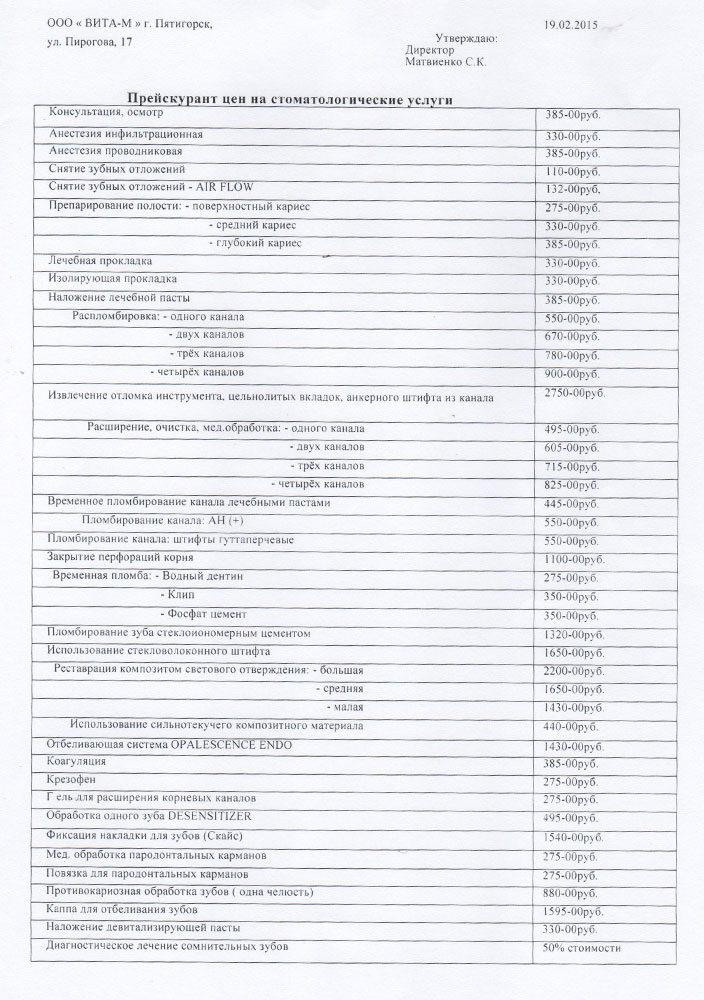 ООО « ВИТА-М » г. Пятигорск,
19.02.2015
ул. Пирогова, 17
Утверждаю:
Директор
Матвиенко С.К.
Прейскурант цен на стоматологические услуги
Консультация, осмотр 385-00руб.
Анестезия инфильтрационная 330-00руб.
Анестезия проводниковая 385-00руб.
Снятие зубных отложений 110-00руб.
Снятие зубных отложений - AIR FLOW 132-00руб.
Препарирование полости: - поверхностный кариес 275-00руб.
- средний кариес 330-00руб.
- глубокий кариес 385-00руб.
Лечебная прокладка 330-00руб.
Изолирующая прокладка 330-00руб.
Наложение лечебной пасты 385-00руб.
Распломбировка: - одного канала 550-00руб.
- двух каналов 670-00руб.
- трёх каналов 780-00руб.
- четырёх каналов 900-00руб.
Извлечение отломка инструмента, цельнолитых вкладок, анкерного штифта из канала 2750-00руб.
Расширение, очистка, мед.обработка: - одного канала 495-00руб.
- двух каналов 605-00руб.
- трёх каналов 715-00руб.
- четырёх каналов 825-00руб.
Временное пломбирование канала лечебными пастами 445-00руб.
Пломбирование канала: АН (+) 550-00руб.
Пломбирование канала: штифты гуттаперчевые 550-00руб.
Закрытие перфораций корня 1100-00руб.
Временная пломба: - Водный дентин 275-00руб.
- Клип 350-00руб.
- Фосфат цемент 350-00руб.
Пломбирование зуба стеклоиономерным цементом 1320-00руб.
Использование стекловолоконного штифта 1650-00руб.
Реставрация композитом светового отверждения: - большая 2200-00руб.
- средняя 1650-00руб.
- малая 1430-00руб.
Использование сильнотекучего композитного материала 440-00руб.
Отбеливающая система OPALESCENCE ENDO 1430-00руб.
Коагуляция 385-00руб.
Крезофен 275-00руб.
Г ель для расширения корневых каналов 275-00руб.
Обработка одного зуба DESENSITIZER 495-00руб.
Фиксация накладки для зубов (Скайс) 1540-00руб.
Мед. обработка пародонтальных карманов 275-00руб.
Повязка для пародонтальных карманов 275-00руб.
Противокариозная обработка зубов ( одна челюсть) 880-00руб.
Каппа для отбеливания зубов 1595-00руб.
Наложение девитализирующей пасты 330-00руб.
Диагностическое лечение сомнительных зубов 50% стоимости